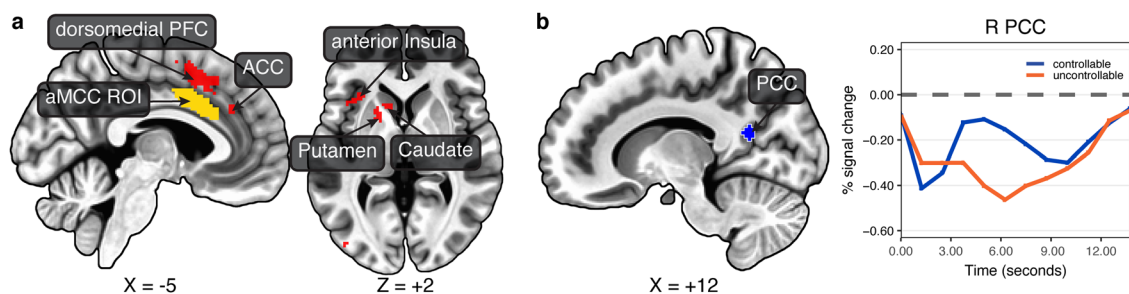 a
dorsomedial PFC
ACC
aMCC ROI
X = -5
anterior Insula
Putamen
Caudate
Z = +2
b
PCC
X = +12
R PCC
controllable
uncontrollable
% signal change
0.20
0.00
−0.20
−0.40
−0.60
0.00
3.00
6.00
9.00
12.00
Time (seconds)